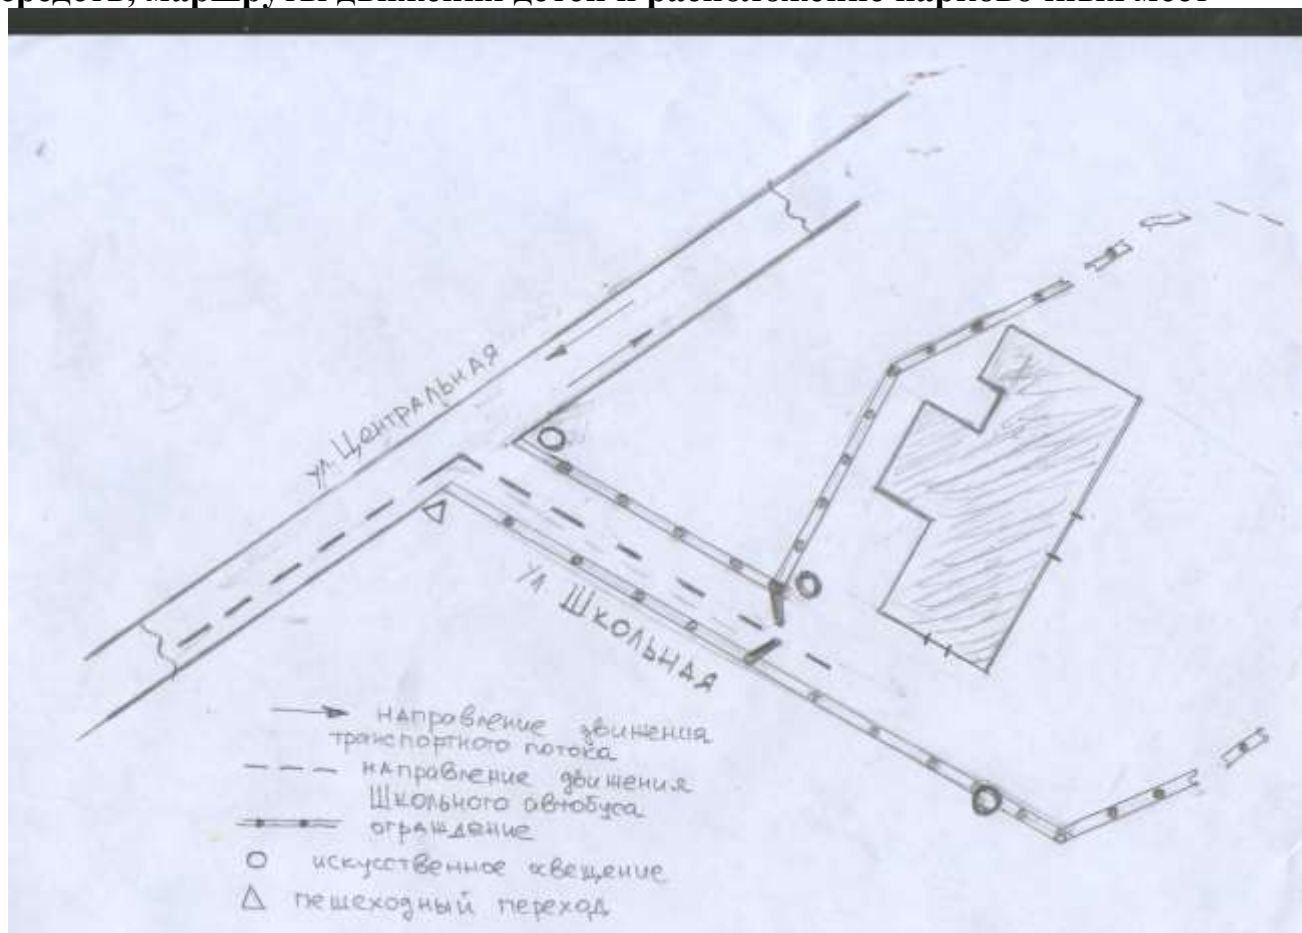 маршруты движения детей и расположение парковочных мест
ул. Центральная
ул. Школьная
направление движения
транспортного потока
направление движения
Школьного автобуса
ограждение
искусственное освещение
пешеходный переход